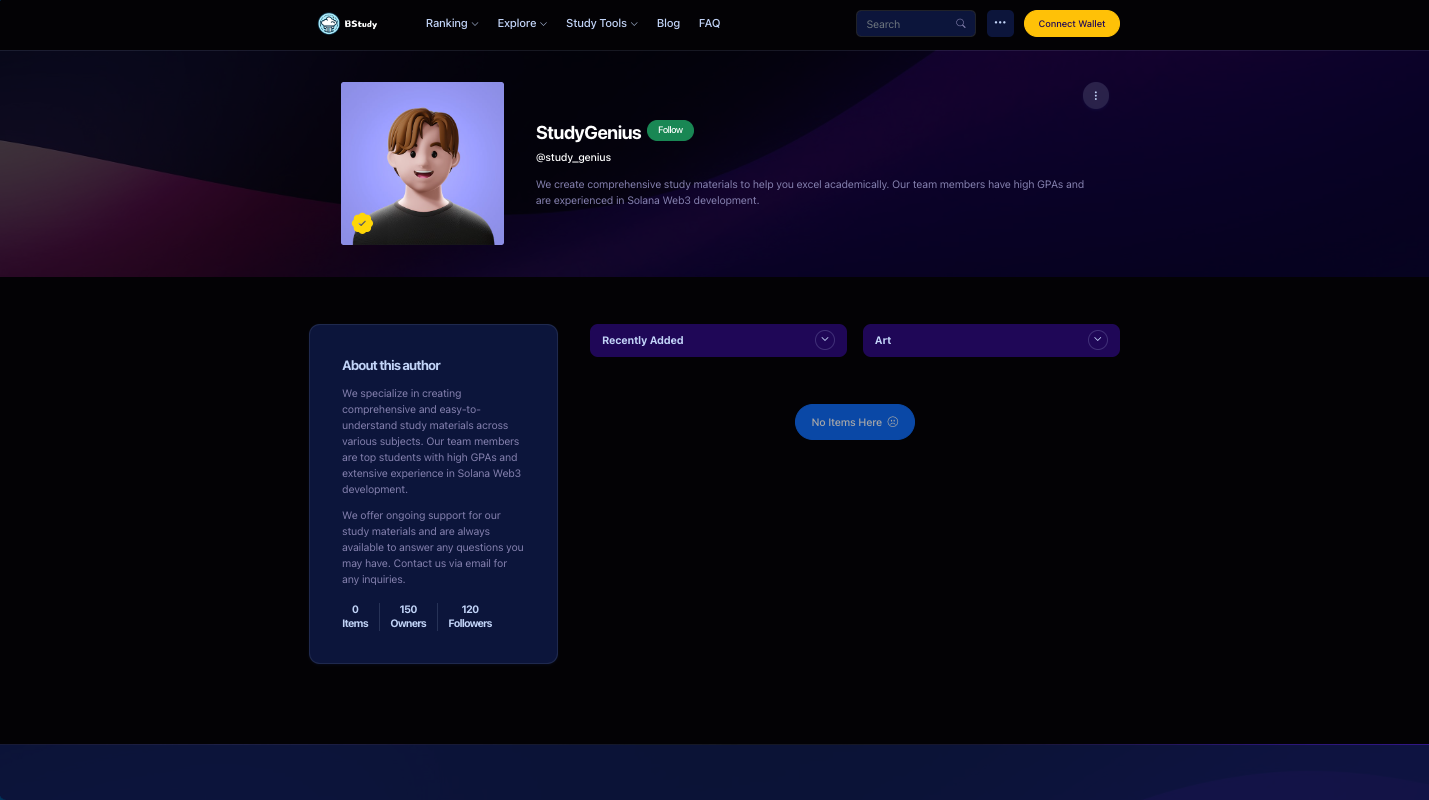 BStudy
Ranking
Explore
Study Tools
Blog
FAQ
Search
Connect Wallet
StudyGenius
Follow
@study_genius
We create comprehensive study materials to help you excel academically. Our team members have high GPAs and
are experienced in Solana Web3 development.
About this author
We specialize in creating
comprehensive and easy-to-
understand study materials across
various subjects. Our team members
are top students with high GPAs and
extensive experience in Solana Web3
development.
We offer ongoing support for our
study materials and are always
available to answer any questions you
may have. Contact us via email for
any inquiries.
0
Items
150
Owners
120
Followers
Recently Added
Art
No Items Here